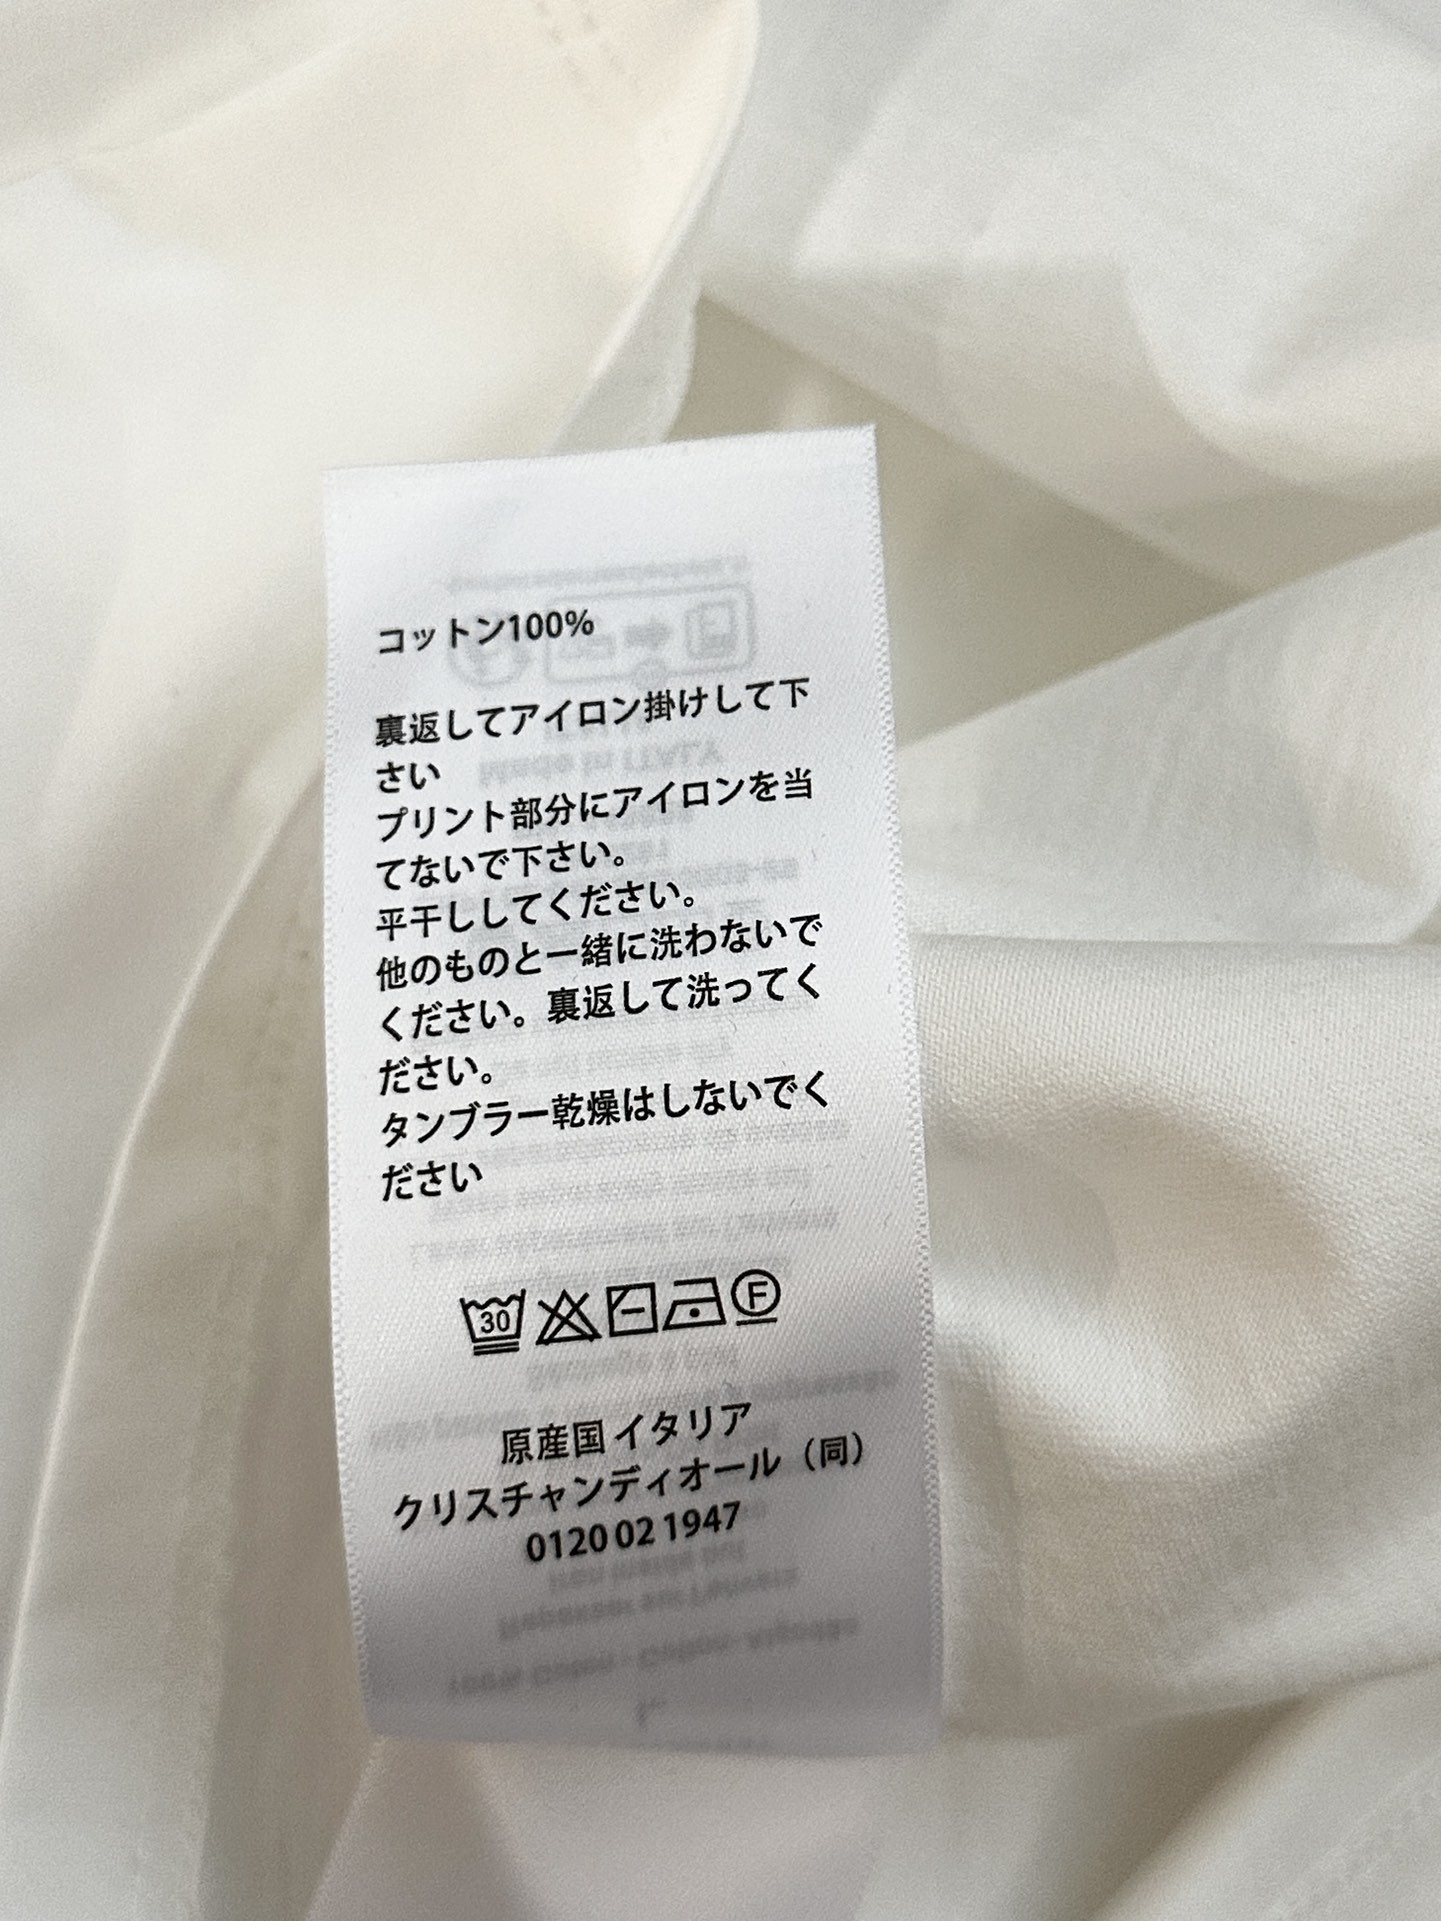 コットン100%
裏返してアイロン掛けして下
さい
プリント部分にアイロンを当
てないで下さい。
平干ししてください。
他のものと一緒に洗わないで
ください。裏返して洗ってく
ださい。
タンブラー乾燥はしないでく
ださい
30 F
原産国 イタリア
クリスチャンディオール（同）
0120 02 1947